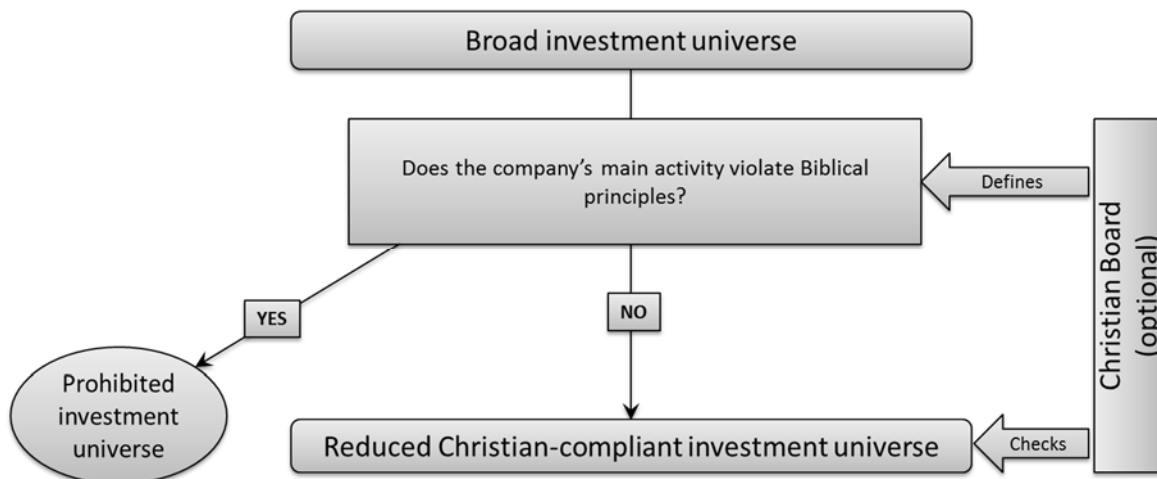 Broad investment universe
Does the company’s main activity violate Biblical
principles?
Defines
Christian Board
(optional)
YES
NO
Prohibited
investment
universe
Reduced Christian-compliant investment universe
Checks